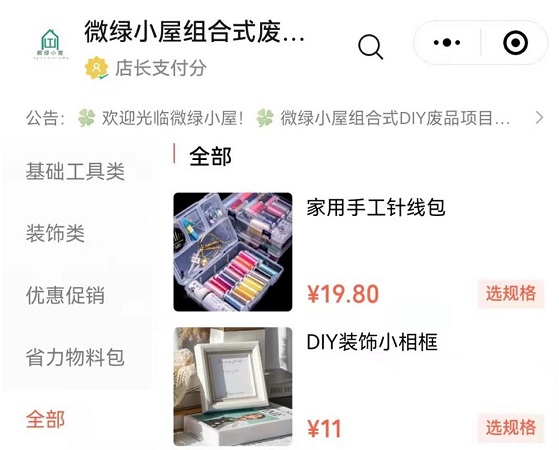 微绿小屋组合式废...
微绿小屋
店长支付分
公告：🍀 欢迎光临微绿小屋！🍀 微绿小屋组合式DIY废品项目...
基础工具类
装饰类
优惠促销
省力物料包
全部
全部
家用手工针线包
¥19.80
选规格
DIY装饰小相框
¥11
选规格